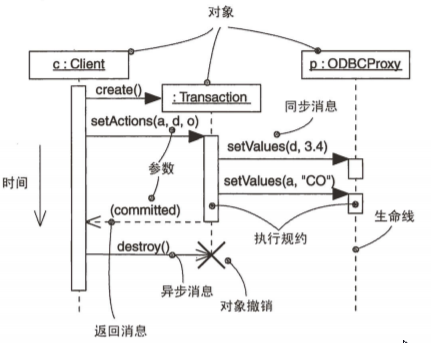 对象
c : Client
p : ODBCProxy
create()
: Transaction
同步消息
setActions(a, d, o)
setValues(d, 3.4)
参数
时间
setValues(a, "CO")
(committed)
执行规约
生命线
destroy()
异步消息
对象撤销
返回消息